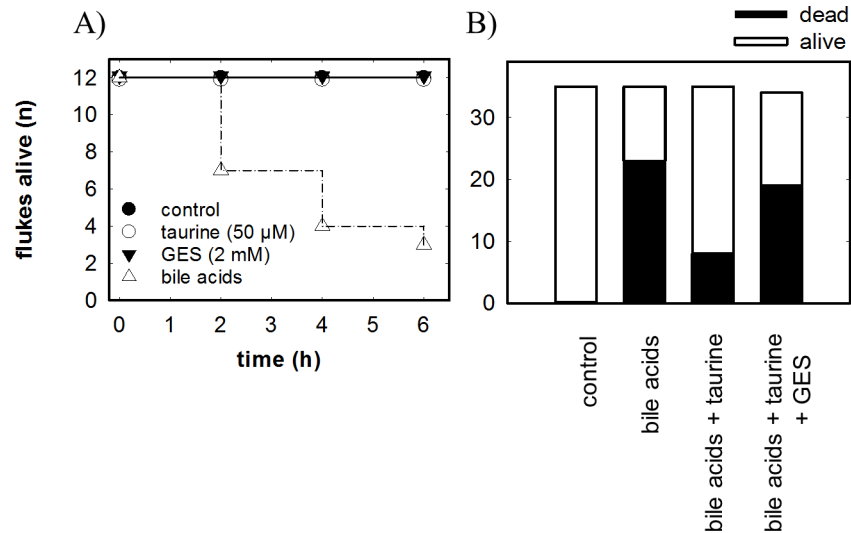 A)
flukes alive (n)
12
10
8
6
4
2
0
control
taurine (50 µM)
GES (2 mM)
bile acids
0
1
2
3
4
5
6
time (h)
B)
dead
alive
30
20
10
0
control
bile acids
bile acids + taurine
bile acids + taurine
+ GES